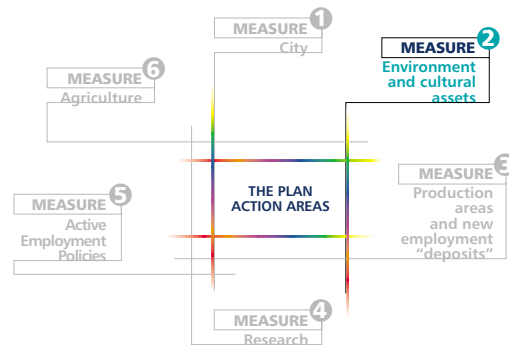 MEASURE 1
City
MEASURE 2
Environment
and cultural
assets
MEASURE 6
Agriculture
THE PLAN
ACTION AREAS
MEASURE 3
Production
areas
and new
employment
“deposits”
MEASURE 5
Active
Employment
Policies
MEASURE 4
Research